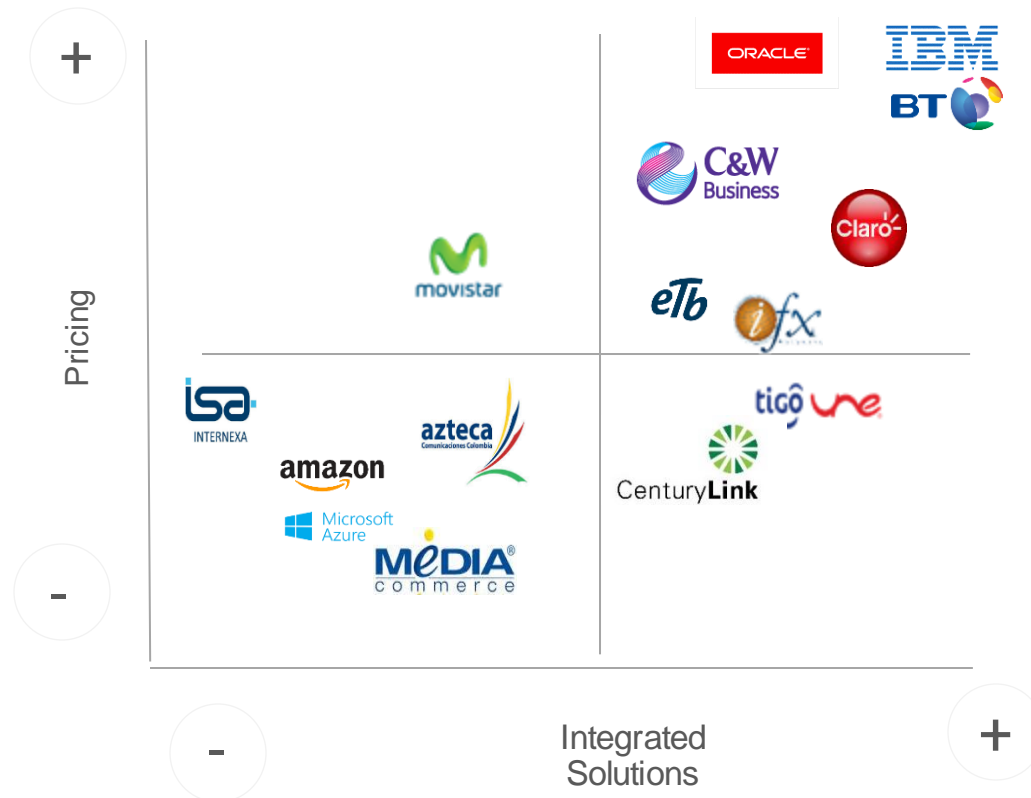 +
ORACLE
IBM
BT
C&W
Business
Claro
movistar
eTb
ifx
Pricing
isa
INTERNEXA
azteca
Comunicaciones Colombia
tigo une
amazon
CenturyLink
Microsoft
Azure
MeDIA®
commerce
-
-
Integrated
Solutions
+